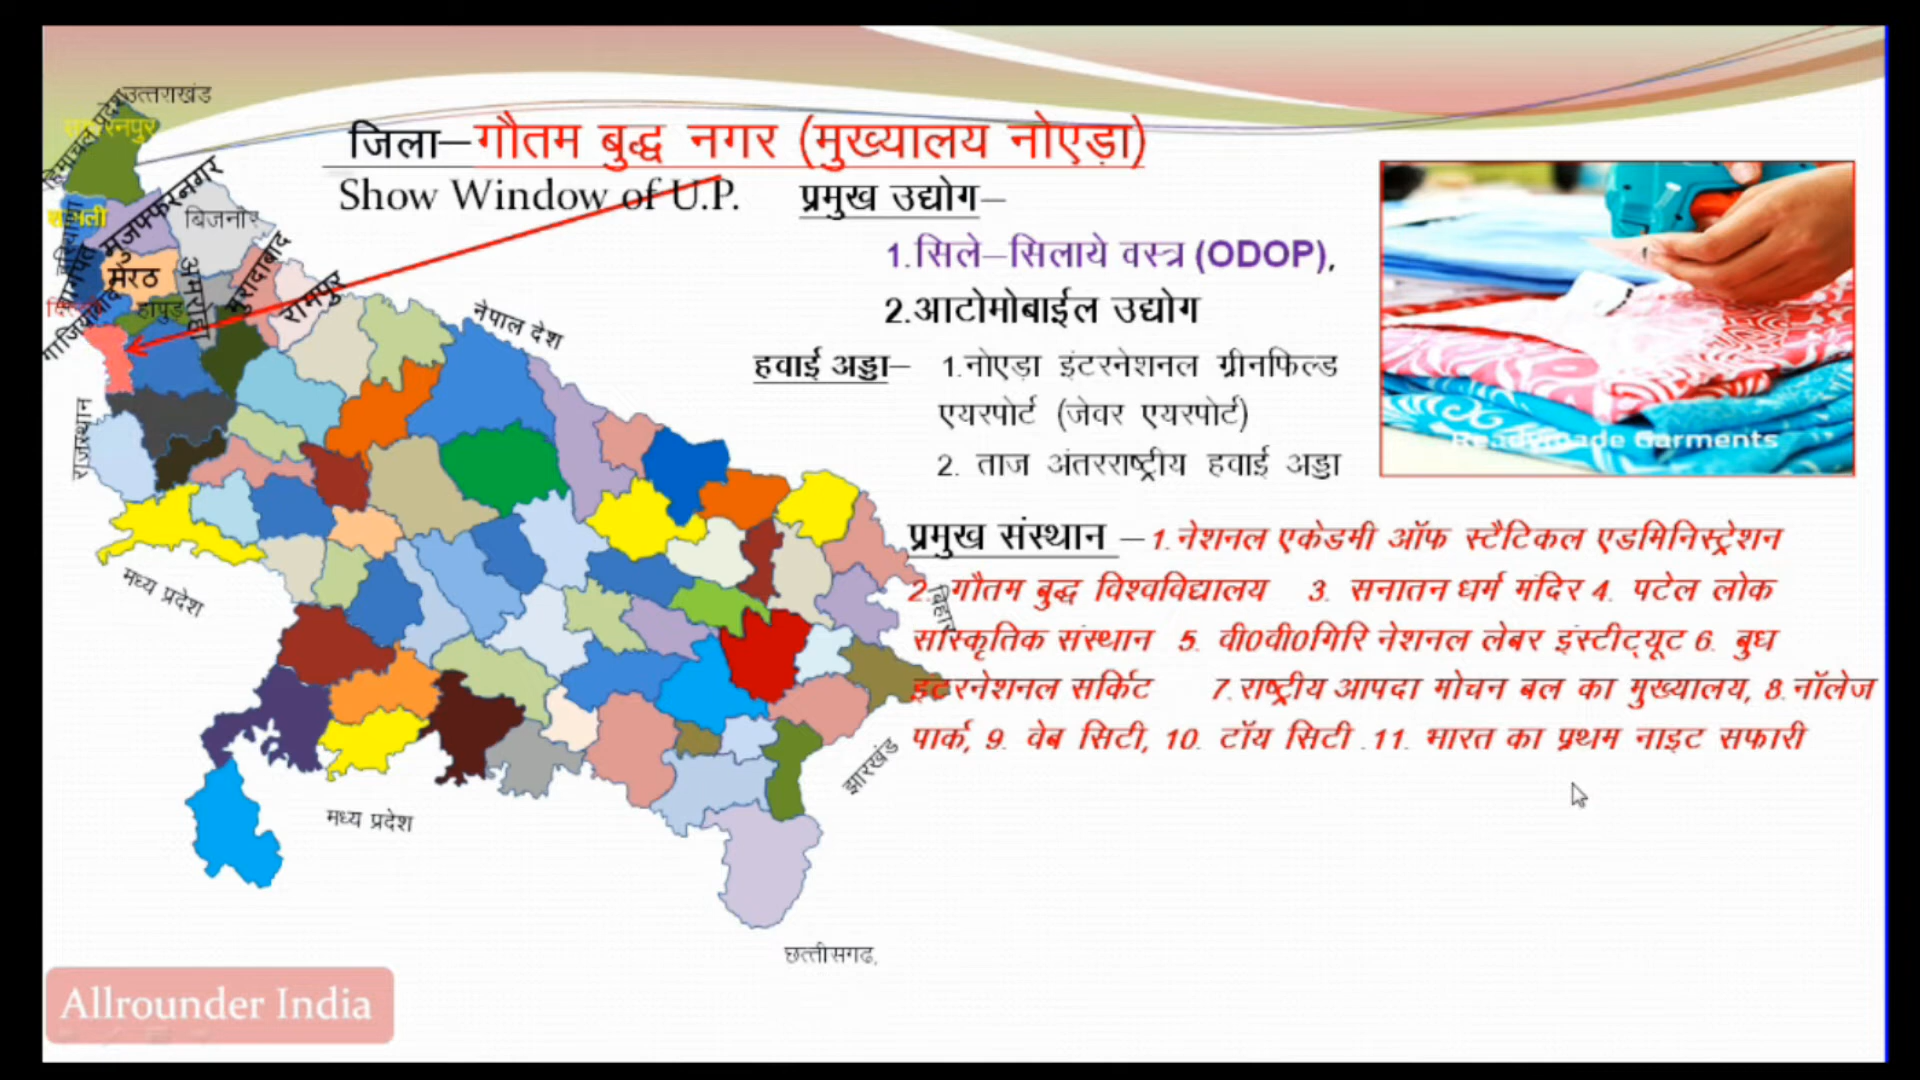 उत्तराखंड
हिमाचल प्रदेश
जिला–गौतम बुद्ध नगर (मुख्यालय नोएड़ा)
Show Window of U.P.
प्रमुख उद्योग–
1.सिले–सिलाये वस्त्र (ODOP),
2.आटोमोबाईल उद्योग
हवाई अड्डा– 1.नोएड़ा इंटरनेशनल ग्रीनफिल्ड
एयरपोर्ट (जेवर एयरपोर्ट)
2. ताज अंतरराष्ट्रीय हवाई अड्डा
Readymade Garments
प्रमुख संस्थान –1.नेशनल एकेडमी ऑफ स्टैटिकल एडमिनिस्ट्रेशन
2. गौतम बुद्ध विश्वविद्यालय 3. सनातन धर्म मंदिर 4. पटेल लोक
सांस्कृतिक संस्थान 5. वी0वी0गिरि नेशनल लेबर इंस्टीट्यूट 6. बुध
इंटरनेशनल सर्किट 7.राष्ट्रीय आपदा मोचन बल का मुख्यालय, 8.नॉलेज
पार्क, 9. वेब सिटी, 10. टॉय सिटी .11. भारत का प्रथम नाइट सफारी
मुजफ्फरनगर
बिजनौर
मेरठ
मुरादाबाद
रामपुर
हापुड़
गाजियाबाद
नेपाल देश
राजस्थान
मध्य प्रदेश
बिहार
झारखंड
मध्य प्रदेश
छत्तीसगढ,
Allrounder India